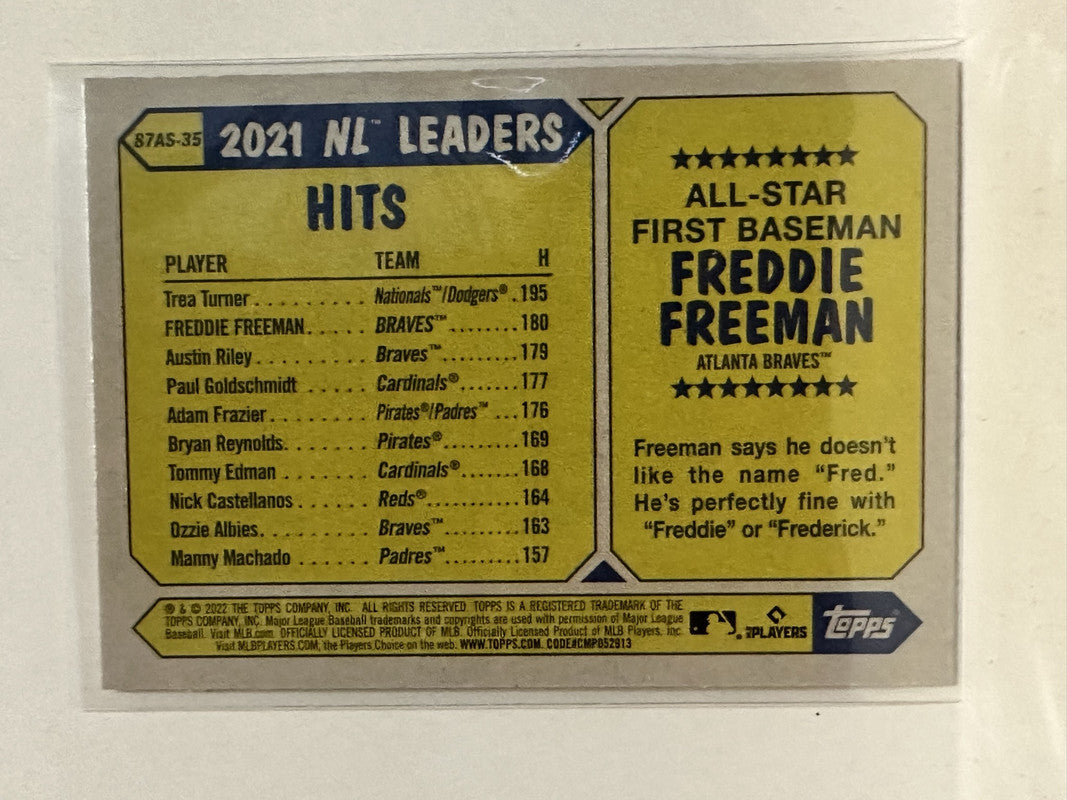 87AS-35
2021 NL™ LEADERS
HITS
PLAYER TEAM H
Trea Turner . . . . . . . . . Nationals™/Dodgers® . 195
FREDDIE FREEMAN . . . . . . BRAVES™ . . . . . . . . 180
Austin Riley . . . . . . . . . Braves™ . . . . . . . . . 179
Paul Goldschmidt . . . . . Cardinals® . . . . . . . 177
Adam Frazier . . . . . . . . Pirates®/Padres™ . . . 176
Bryan Reynolds . . . . . . . Pirates® . . . . . . . . . 169
Tommy Edman . . . . . . . Cardinals® . . . . . . . 168
Nick Castellanos . . . . . . Reds® . . . . . . . . . . 164
Ozzie Albies . . . . . . . . . Braves™ . . . . . . . . . 163
Manny Machado . . . . . . Padres™ . . . . . . . . . 157
ALL-STAR
FIRST BASEMAN
FREDDIE
FREEMAN
ATLANTA BRAVES™
Freeman says he doesn't
like the name "Fred."
He's perfectly fine with
"Freddie" or "Frederick."
® & © 2022 THE TOPPS COMPANY, INC. ALL RIGHTS RESERVED. TOPPS IS A REGISTERED TRADEMARK OF THE
TOPPS COMPANY, INC. Major League Baseball trademarks and copyrights are used with permission of Major League
Baseball. Visit MLB.com. OFFICIALLY LICENSED PRODUCT OF MLB. Officially Licensed Product of MLB Players, Inc.
Visit MLBPLAYERS.COM, the Players Choice on the web. WWW.TOPPS.COM. CODE#CMP052913
PLAYERS
Topps